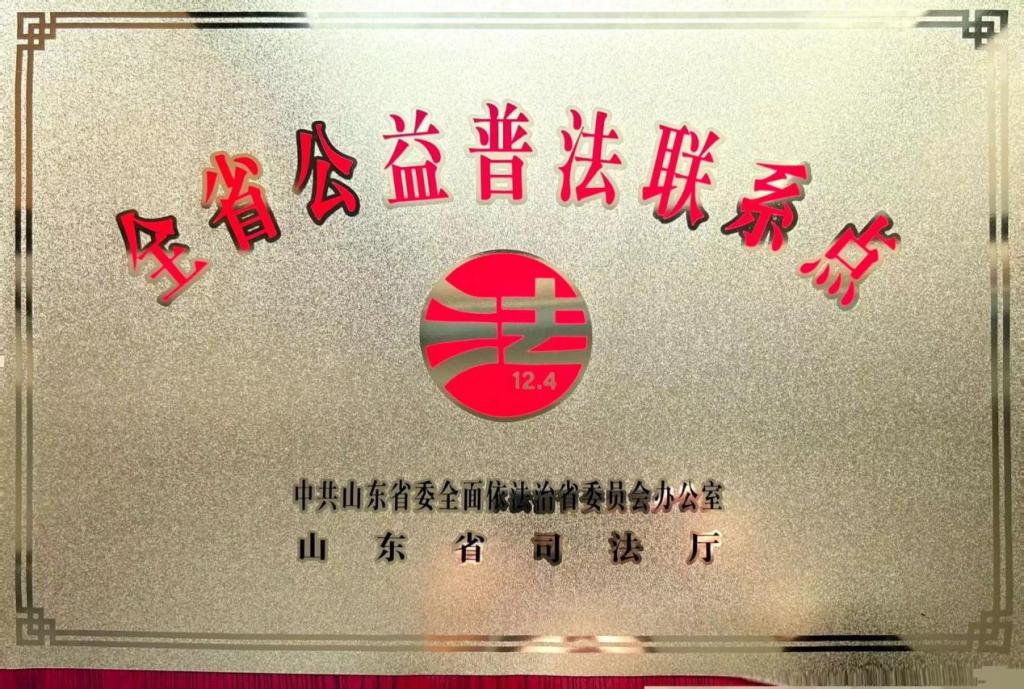 全省公益普法联系点
法
12.4
中共山东省委全面依法治省委员会办公室
山东省司法厅